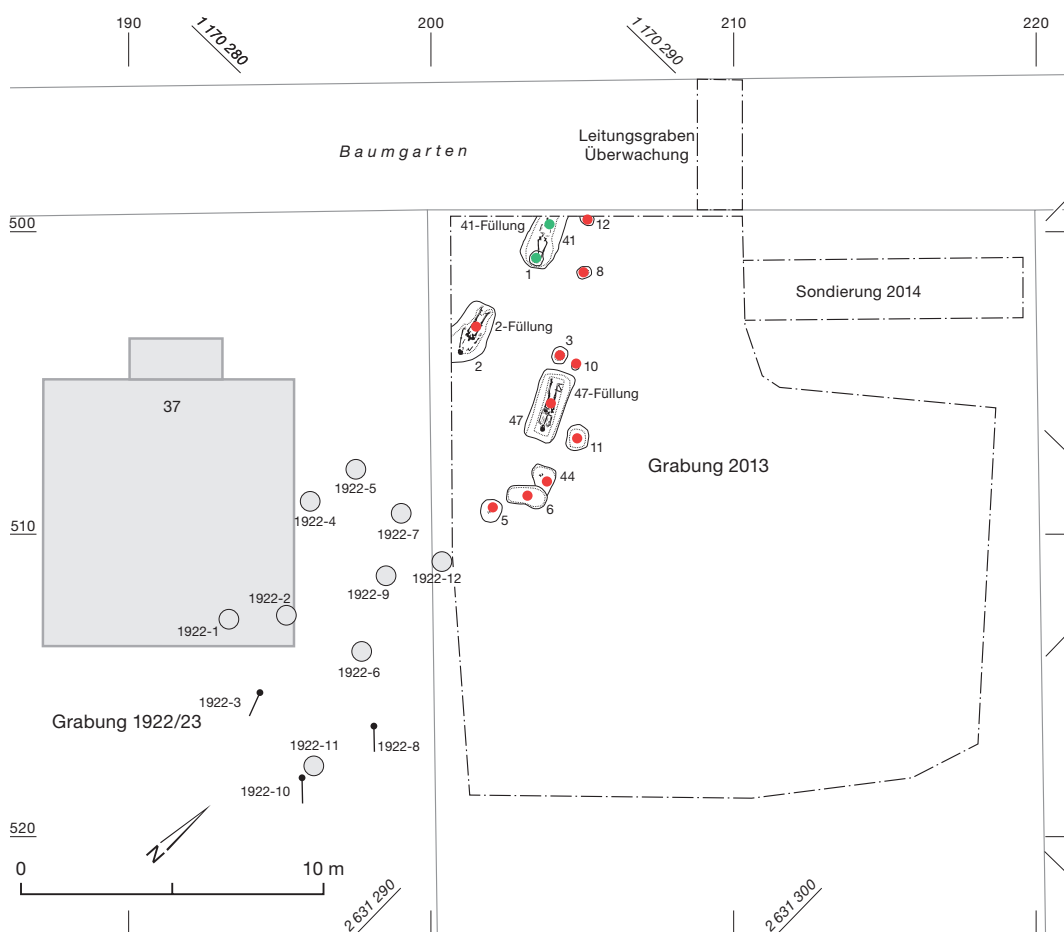 190
200
210
220
1 170 280
1 170 290
Baumgarten
Leitungsgraben
Überwachung
500
41-Füllung
41
12
1
8
Sondierung 2014
2-Füllung
2
3
10
37
47-Füllung
47
11
Grabung 2013
44
6
5
1922-5
1922-4
1922-7
510
1922-12
1922-9
1922-2
1922-1
1922-6
1922-3
Grabung 1922/23
1922-8
1922-11
1922-10
520
N
0
10 m
2 631 290
2 631 300